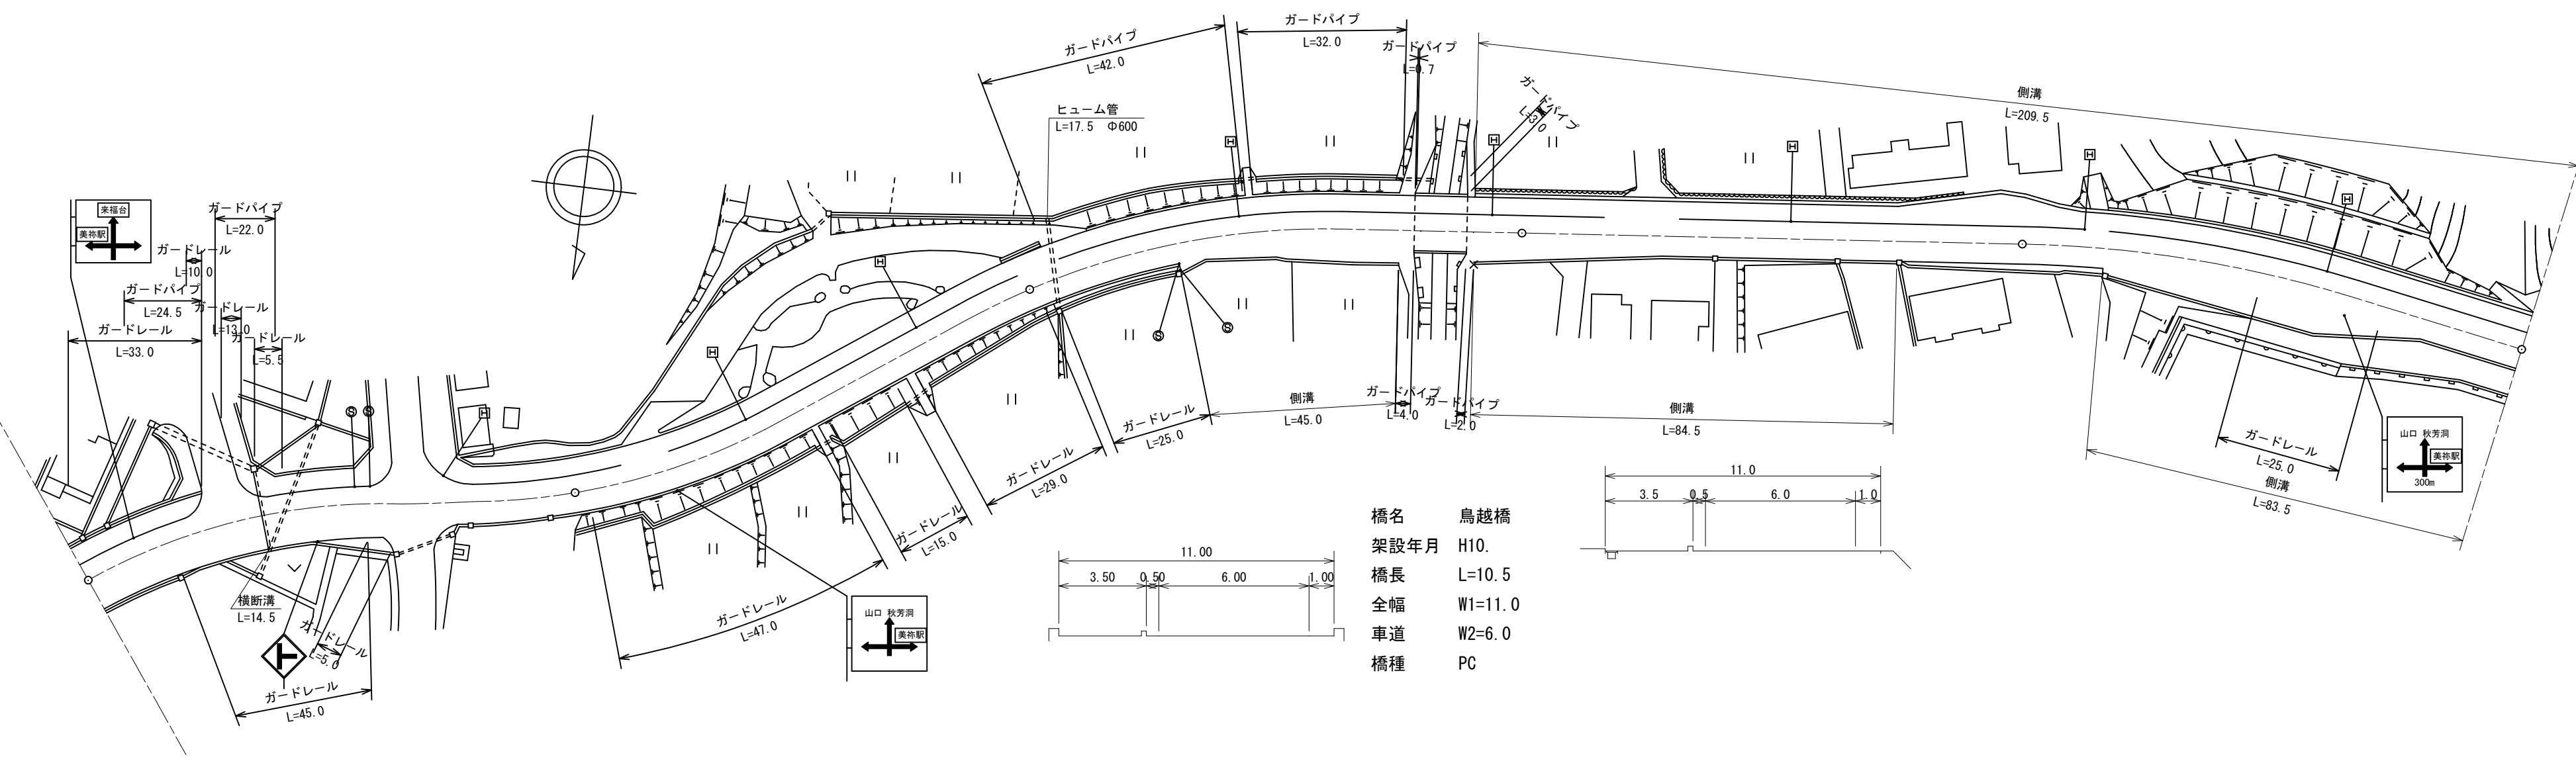 ガードパイプ
L=42.0
ガードパイプ
L=32.0
ガードパイプ
L=0.7
ガードパイプ
L=3.0
側溝
L=209.5
ヒューム管
L=17.5 Φ600
来福台
美祢駅
ガードパイプ
L=22.0
ガードレール
L=10.0
ガードパイプ
L=24.5
ガードレール
L=13.0
ガードレール
L=33.0
ガードレール
L=5.5
H
H
H
H
H
H
H
H
H
S
S
S
S
ガードレール
L=25.0
側溝
L=45.0
ガードパイプ
L=4.0
ガードパイプ
L=2.0
側溝
L=84.5
ガードレール
L=29.0
ガードレール
L=15.0
ガードレール
L=47.0
ガードレール
L=25.0
側溝
L=83.5
山口 秋芳洞
美祢駅
300m
横断溝
L=14.5
ガードレール
L=5.0
ガードレール
L=45.0
山口 秋芳洞
美祢駅
11.00
3.50 0.50 6.00 1.00
11.0
3.5 0.5 6.0 1.0
橋名 鳥越橋
架設年月 H10.
橋長 L=10.5
全幅 W1=11.0
車道 W2=6.0
橋種 PC